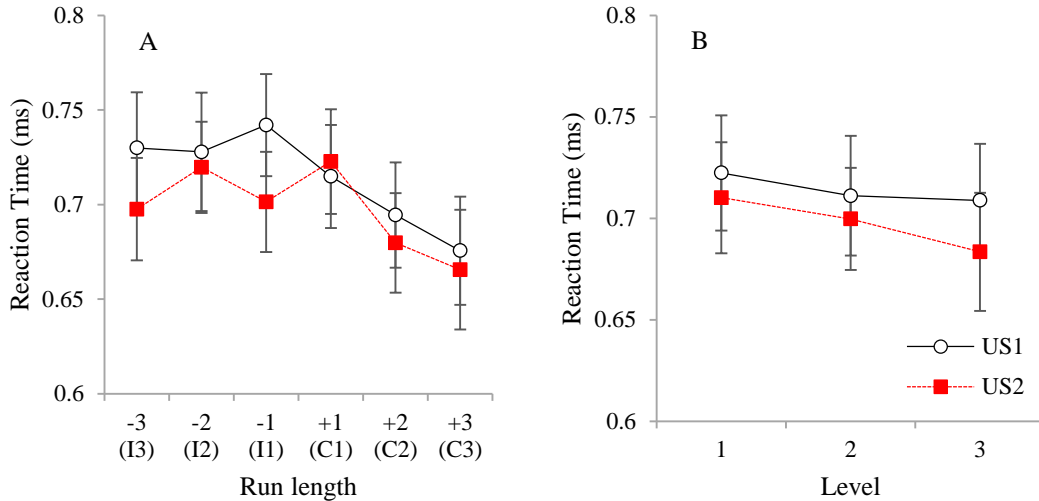 A
Reaction Time (ms)
0.8
0.75
0.7
0.65
0.6
-3 -2 -1 +1 +2 +3
(I3) (I2) (I1) (C1) (C2) (C3)
Run length
B
Reaction Time (ms)
0.8
0.75
0.7
0.65
0.6
US1
US2
1 2 3
Level